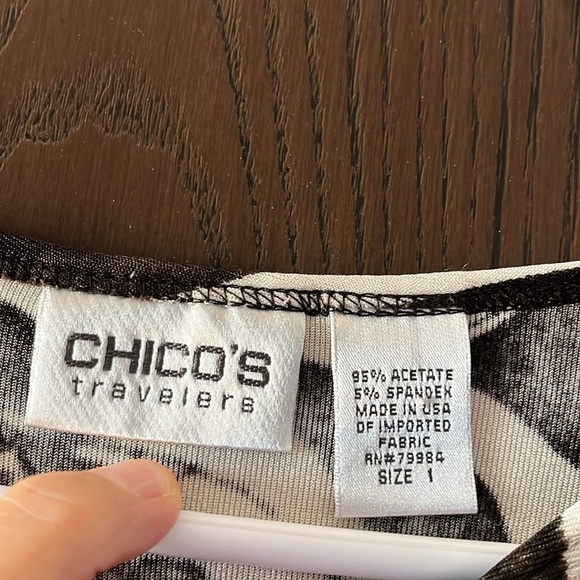 CHICO'S
travelers
95% ACETATE
5% SPANDEX
MADE IN USA
OF IMPORTED
FABRIC
RN#79984
SIZE 1